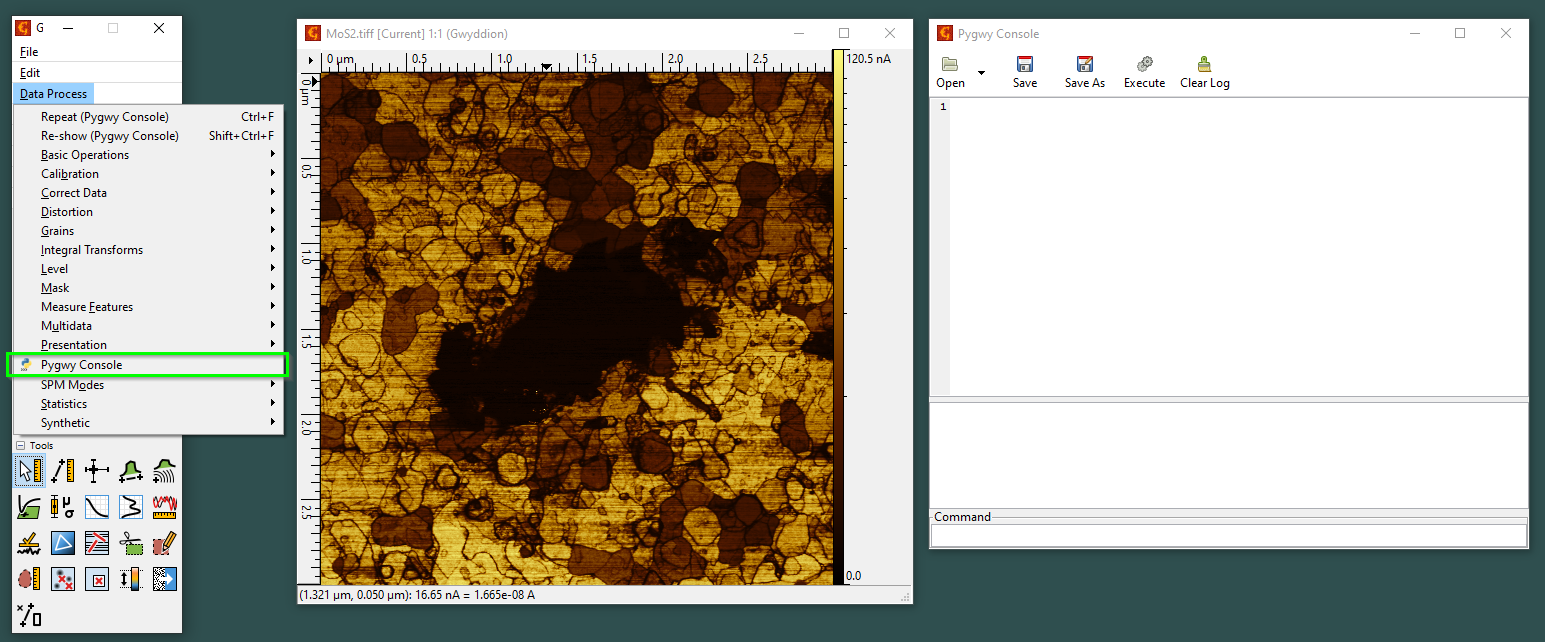 G
File
Edit
Data Process
Repeat (Pygwy Console) Ctrl+F
Re-show (Pygwy Console) Shift+Ctrl+F
Basic Operations
Calibration
Correct Data
Distortion
Grains
Integral Transforms
Level
Mask
Measure Features
Multidata
Presentation
Pygwy Console
SPM Modes
Statistics
Synthetic
Tools
MoS2.tiff [Current] 1:1 (Gwyddion)
0 µm 0.5 1.0 1.5 2.0 2.5
0 µm
0.5
1.0
1.5
2.0
2.5
120.5 nA
0.0
(1.321 µm, 0.050 µm): 16.65 nA = 1.665e-08 A
Pygwy Console
Open Save Save As Execute Clear Log
1
Command